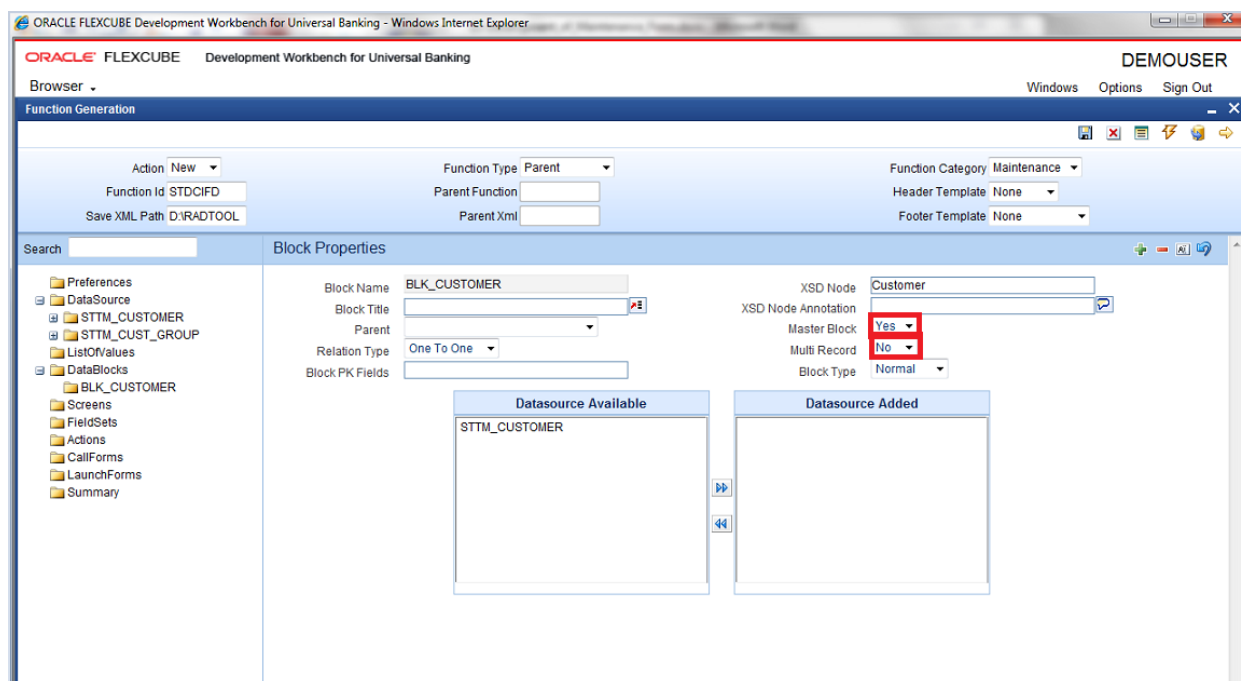 ORACLE FLEXCUBE Development Workbench for Universal Banking - Windows Internet Explorer
ORACLE FLEXCUBE Development Workbench for Universal Banking DEMOUSER
Browser Windows Options Sign Out
Function Generation
Action New Function Type Parent Function Category Maintenance
Function Id STDCIFD Parent Function Header Template None
Save XML Path D:\RADTOOL Parent Xml Footer Template None
Search Block Properties
Preferences
DataSource
STTM_CUSTOMER
STTM_CUST_GROUP
ListOfValues
DataBlocks
BLK_CUSTOMER
Screens
FieldSets
Actions
CallForms
LaunchForms
Summary
Block Name BLK_CUSTOMER XSD Node Customer
Block Title XSD Node Annotation
Parent Master Block Yes
Relation Type One To One Multi Record No
Block PK Fields Block Type Normal
Datasource Available Datasource Added
STTM_CUSTOMER